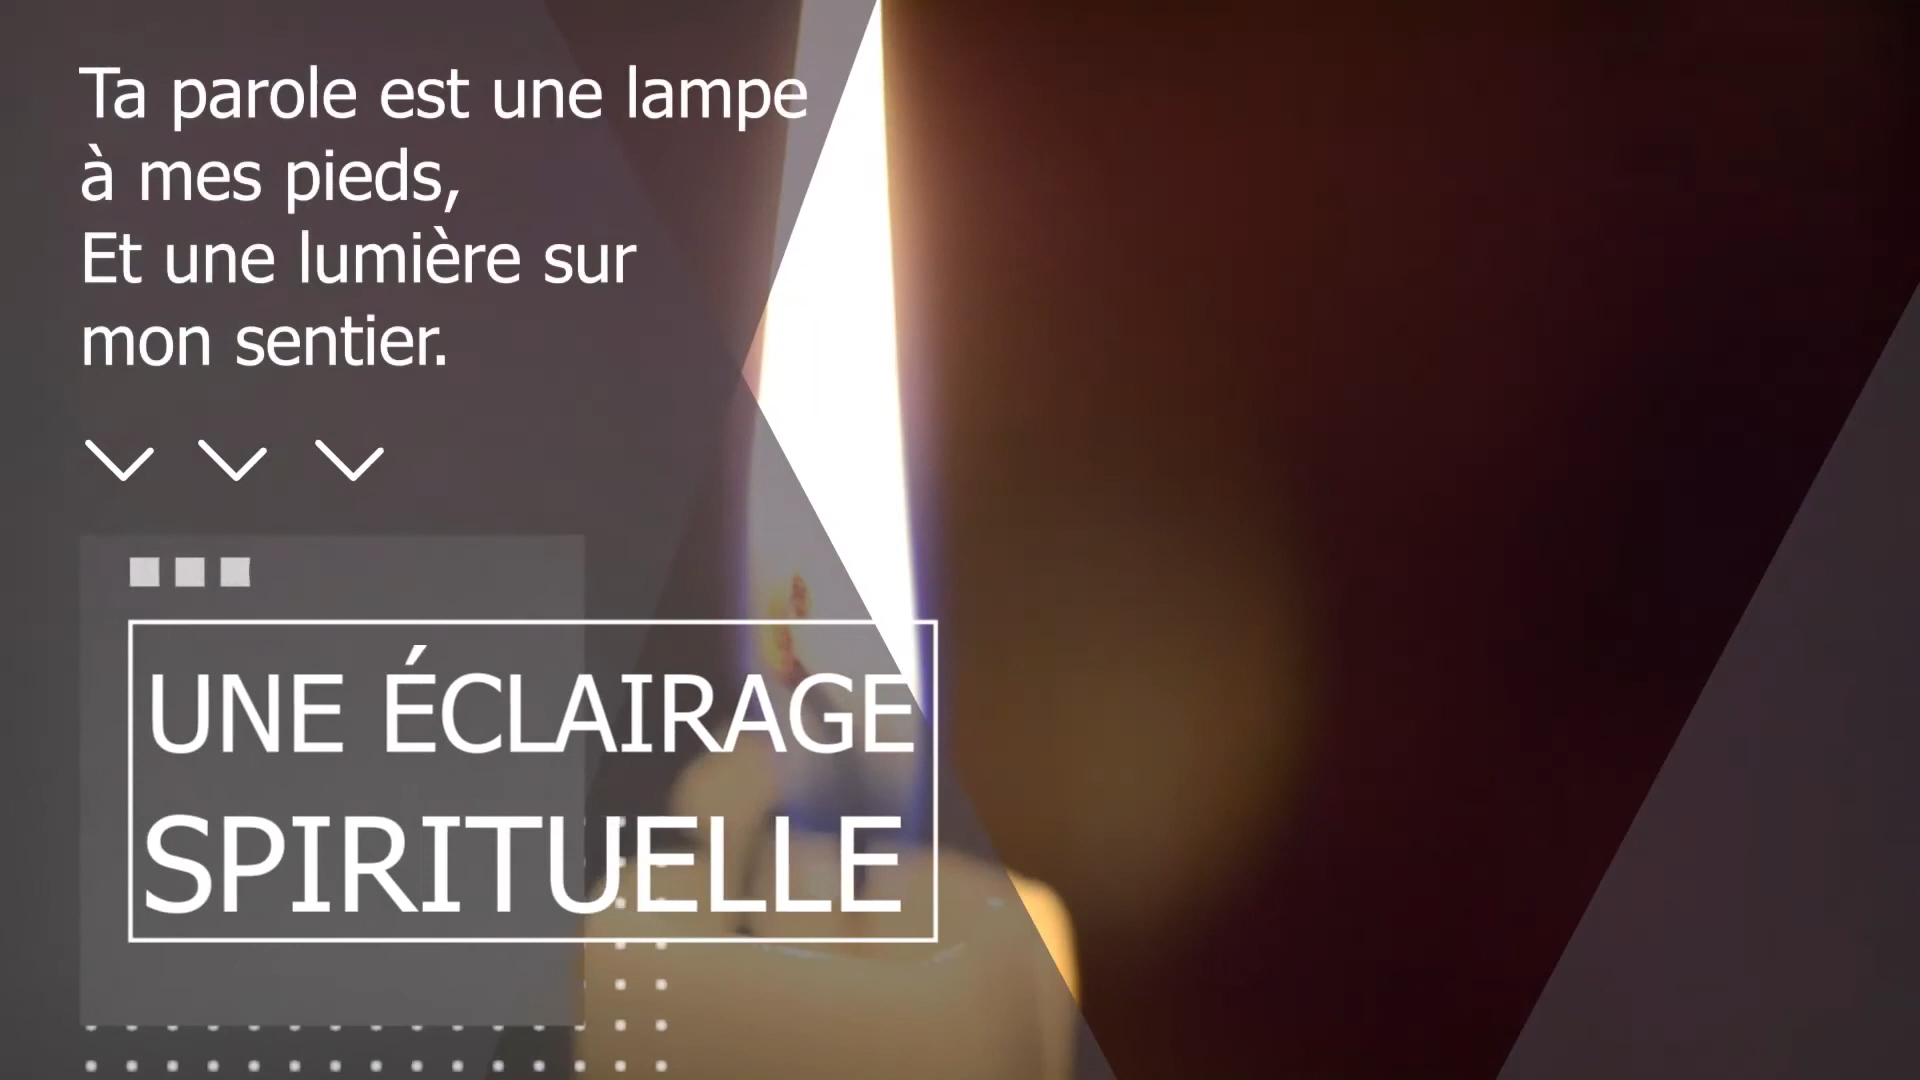 Ta parole est une lampe
à mes pieds,
Et une lumière sur
mon sentier.
UNE ÉCLAIRAGE
SPIRITUELLE